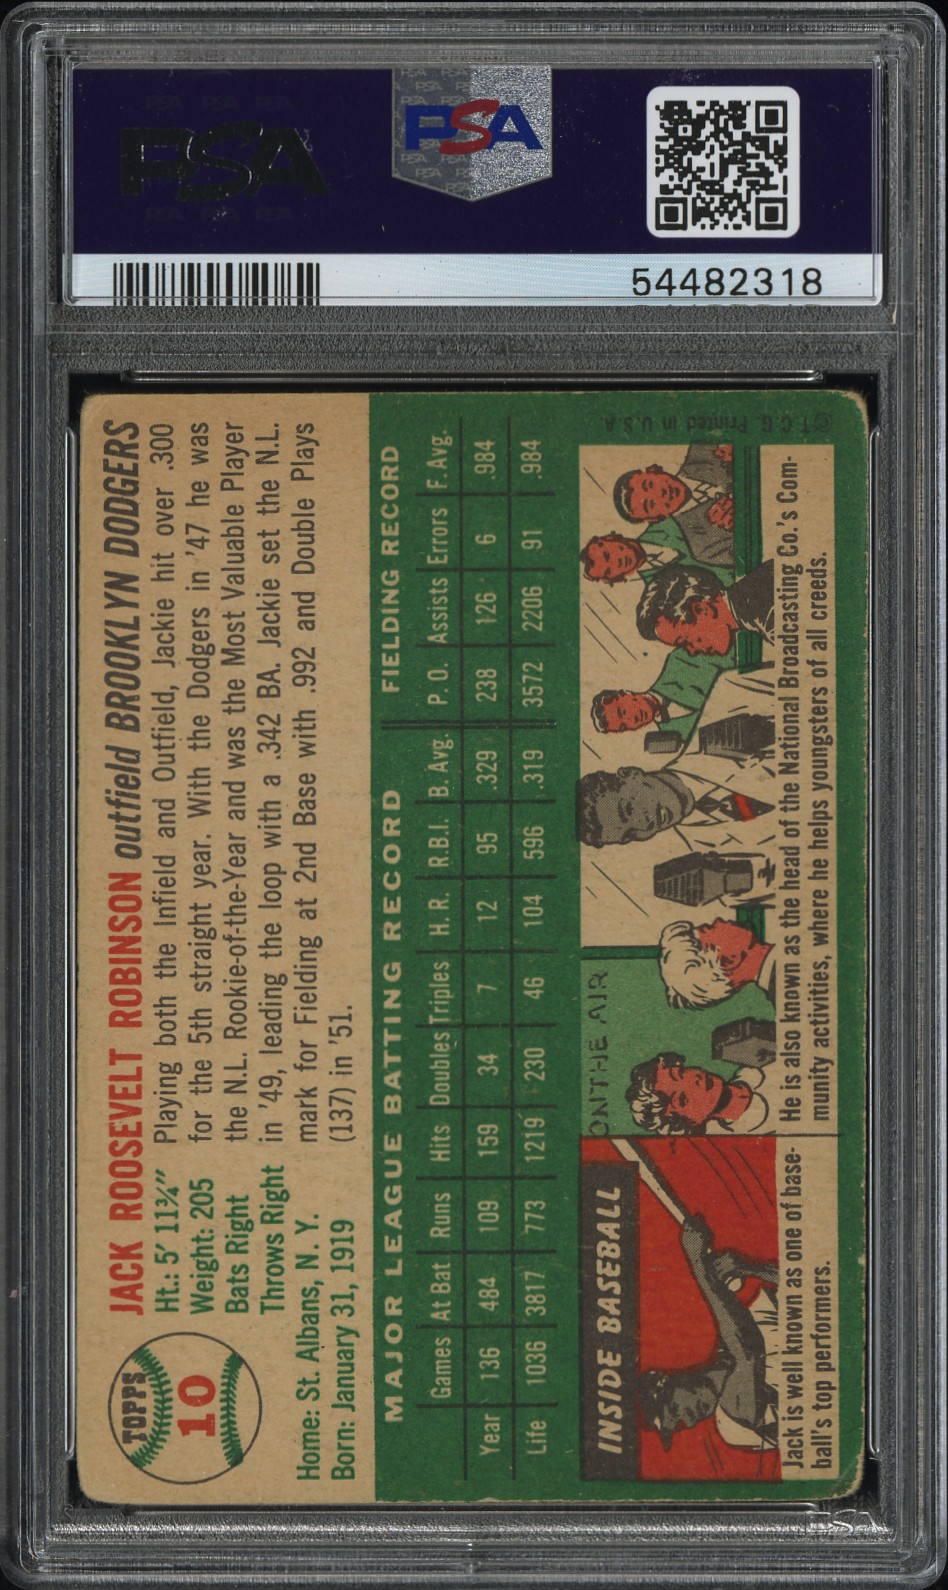 PSA
PSA
54482318
TOPPS
10
JACK ROOSEVELT ROBINSON outfield BROOKLYN DODGERS
Ht.: 5' 11¾"
Weight: 205
Bats Right
Throws Right
Home: St. Albans, N. Y.
Born: January 31, 1919
Playing both the Infield and Outfield, Jackie hit over .300
for the 5th straight year. With the Dodgers in '47 he was
the N.L. Rookie-of-the-Year and was the Most Valuable Player
in '49, leading the loop with a .342 BA. Jackie set the N.L.
mark for Fielding at 2nd Base with .992 and Double Plays
(137) in '51.
MAJOR LEAGUE BATTING RECORD FIELDING RECORD
Games At Bat Runs Hits Doubles Triples H. R. R.B.I. B. Avg. P. O. Assists Errors F. Avg.
Year 136 484 109 159 34 7 12 95 .329 238 126 6 .984
Life 1036 3817 773 1219 230 46 104 596 .319 3572 2206 91 .984
INSIDE BASEBALL
ON THE AIR
Jack is well known as one of base-
ball's top performers.
He is also known as the head of the National Broadcasting Co.'s Com-
munity activities, where he helps youngsters of all creeds.
© T.C.G. Printed in U.S.A.